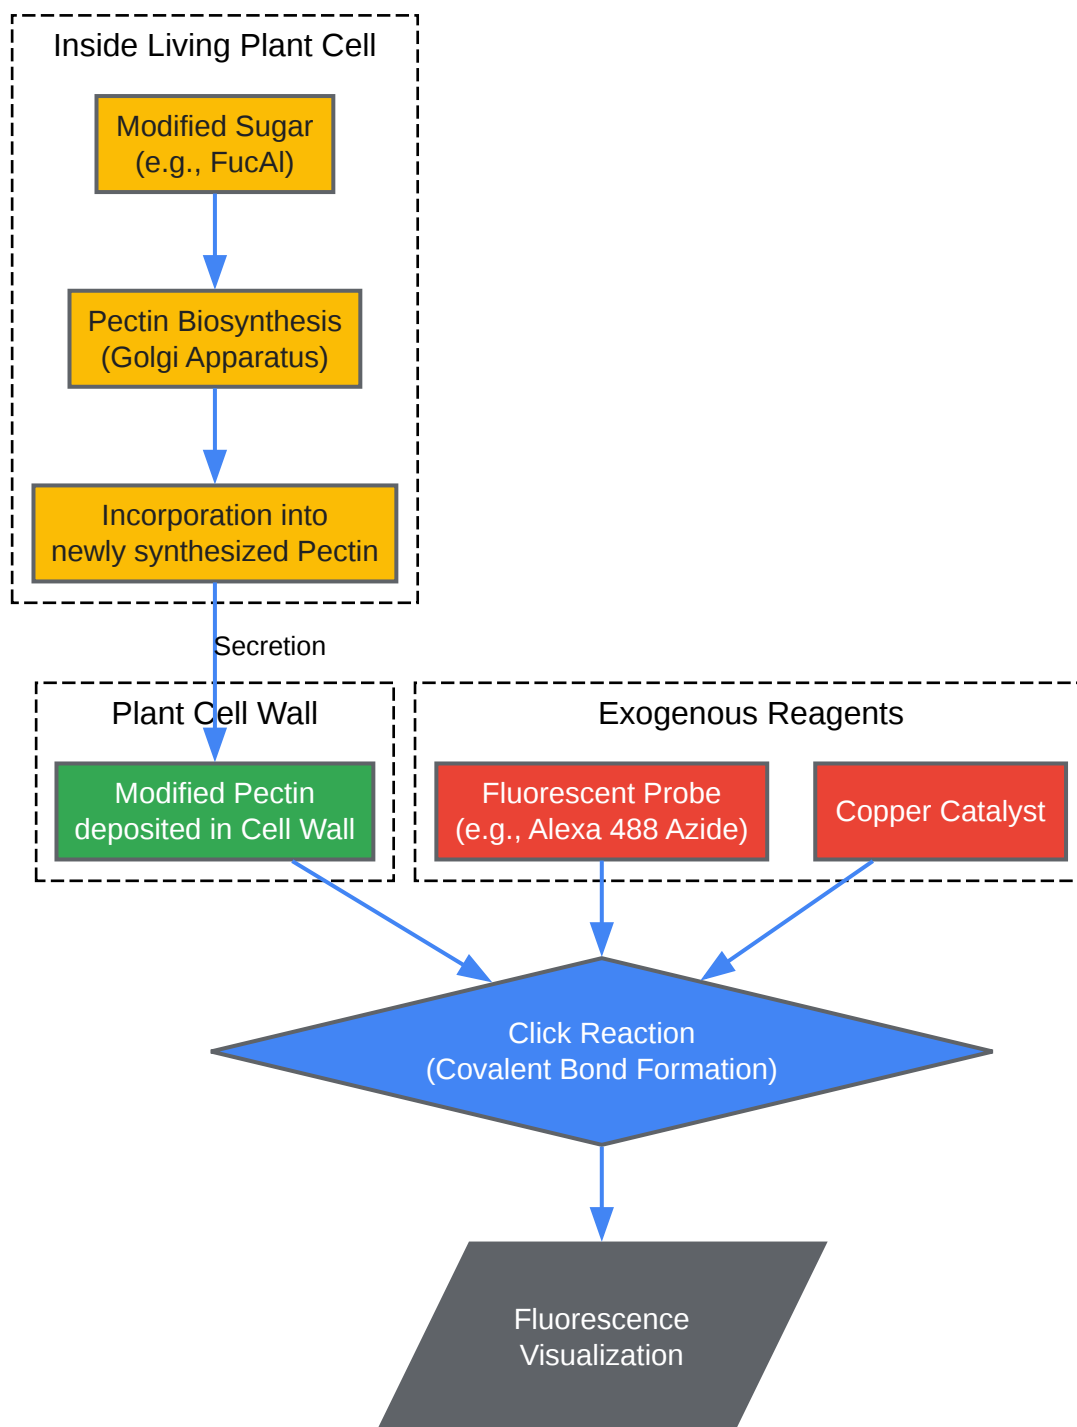 Inside Living Plant Cell
Modified Sugar
(e.g., FucAl)
Pectin Biosynthesis
(Golgi Apparatus)
Incorporation into
newly synthesized Pectin
Secretion
Plant Cell Wall
Modified Pectin
deposited in Cell Wall
Exogenous Reagents
Fluorescent Probe
(e.g., Alexa 488 Azide)
Copper Catalyst
Click Reaction
(Covalent Bond Formation)
Fluorescence
Visualization